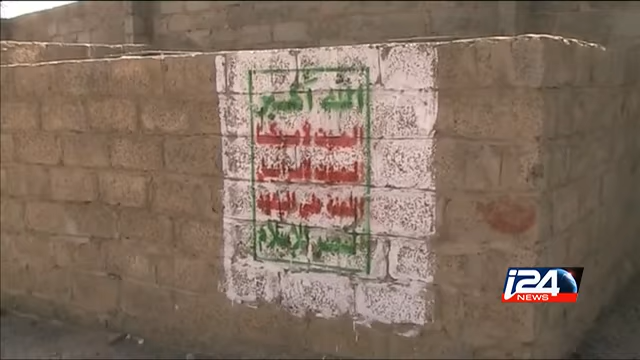 الله أكبر
الموت لأمريكا
الموت لإسرائيل
اللعنة على اليهود
النصر للإسلام
i24
NEWS